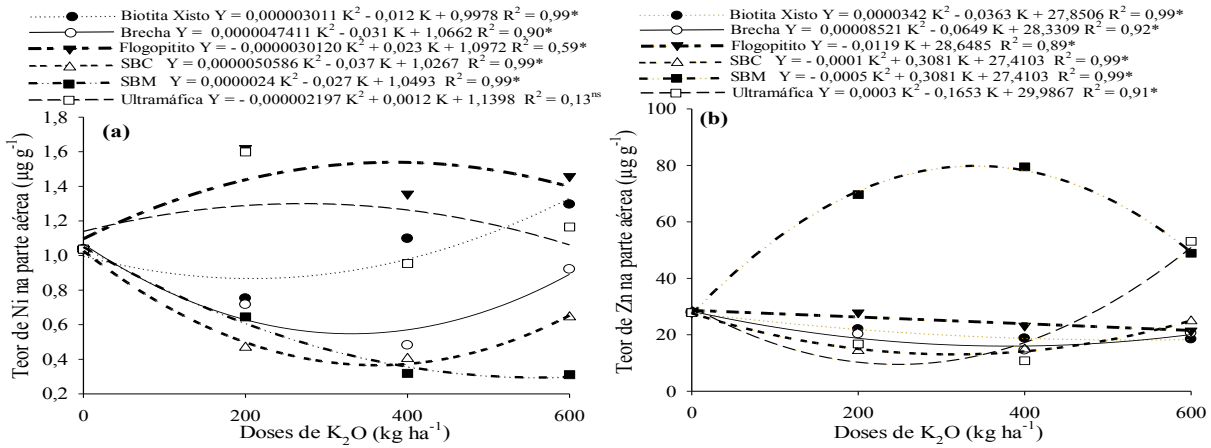 Biotita Xisto Y = 0,000003011 K² - 0,012 K + 0,9978 R² = 0,99*
Brecha Y = 0,0000047411 K² - 0,031 K + 1,0662 R² = 0,90*
Flogopitito Y = - 0,0000030120 K² + 0,023 K + 1,0972 R² = 0,59*
SBC Y = 0,0000050586 K² - 0,037 K + 1,0267 R² = 0,99*
SBM Y = 0,0000024 K² - 0,027 K + 1,0493 R² = 0,99*
Ultramáfica Y = - 0,000002197 K² + 0,0012 K + 1,1398 R² = 0,13ns
(a)
Teor de Ni na parte aérea (µg g⁻¹)
1,8
1,6
1,4
1,2
1,0
0,8
0,6
0,4
0,2
0 200 400 600
Doses de K₂O (kg ha⁻¹)
Biotita Xisto Y = 0,0000342 K² - 0,0363 K + 27,8506 R² = 0,99*
Brecha Y = 0,00008521 K² - 0,0649 K + 28,3309 R² = 0,92*
Flogopitito Y = - 0,0119 K + 28,6485 R² = 0,89*
SBC Y = - 0,0001 K² + 0,3081 K + 27,4103 R² = 0,99*
SBM Y = - 0,0005 K² + 0,3081 K + 27,4103 R² = 0,99*
Ultramáfica Y = 0,0003 K² - 0,1653 K + 29,9867 R² = 0,91*
(b)
Teor de Zn na parte aérea (µg g⁻¹)
100
80
60
40
20
0
0 200 400 600
Doses de K₂O (kg ha⁻¹)